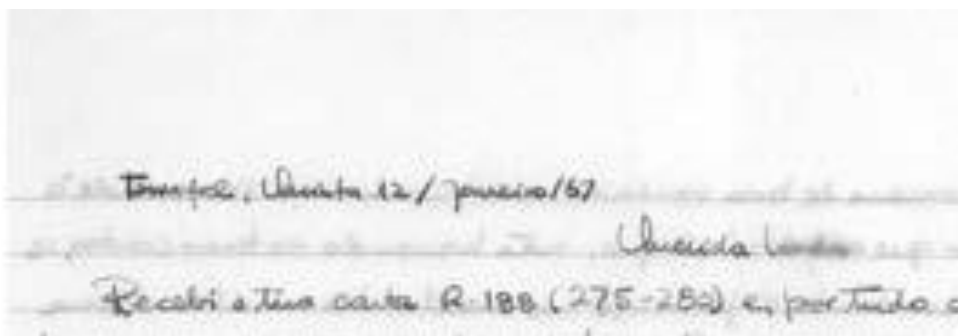 Quinta 12/janeiro/67
Querida
Recebi a tua carta R-188 (275-280) e, por tudo